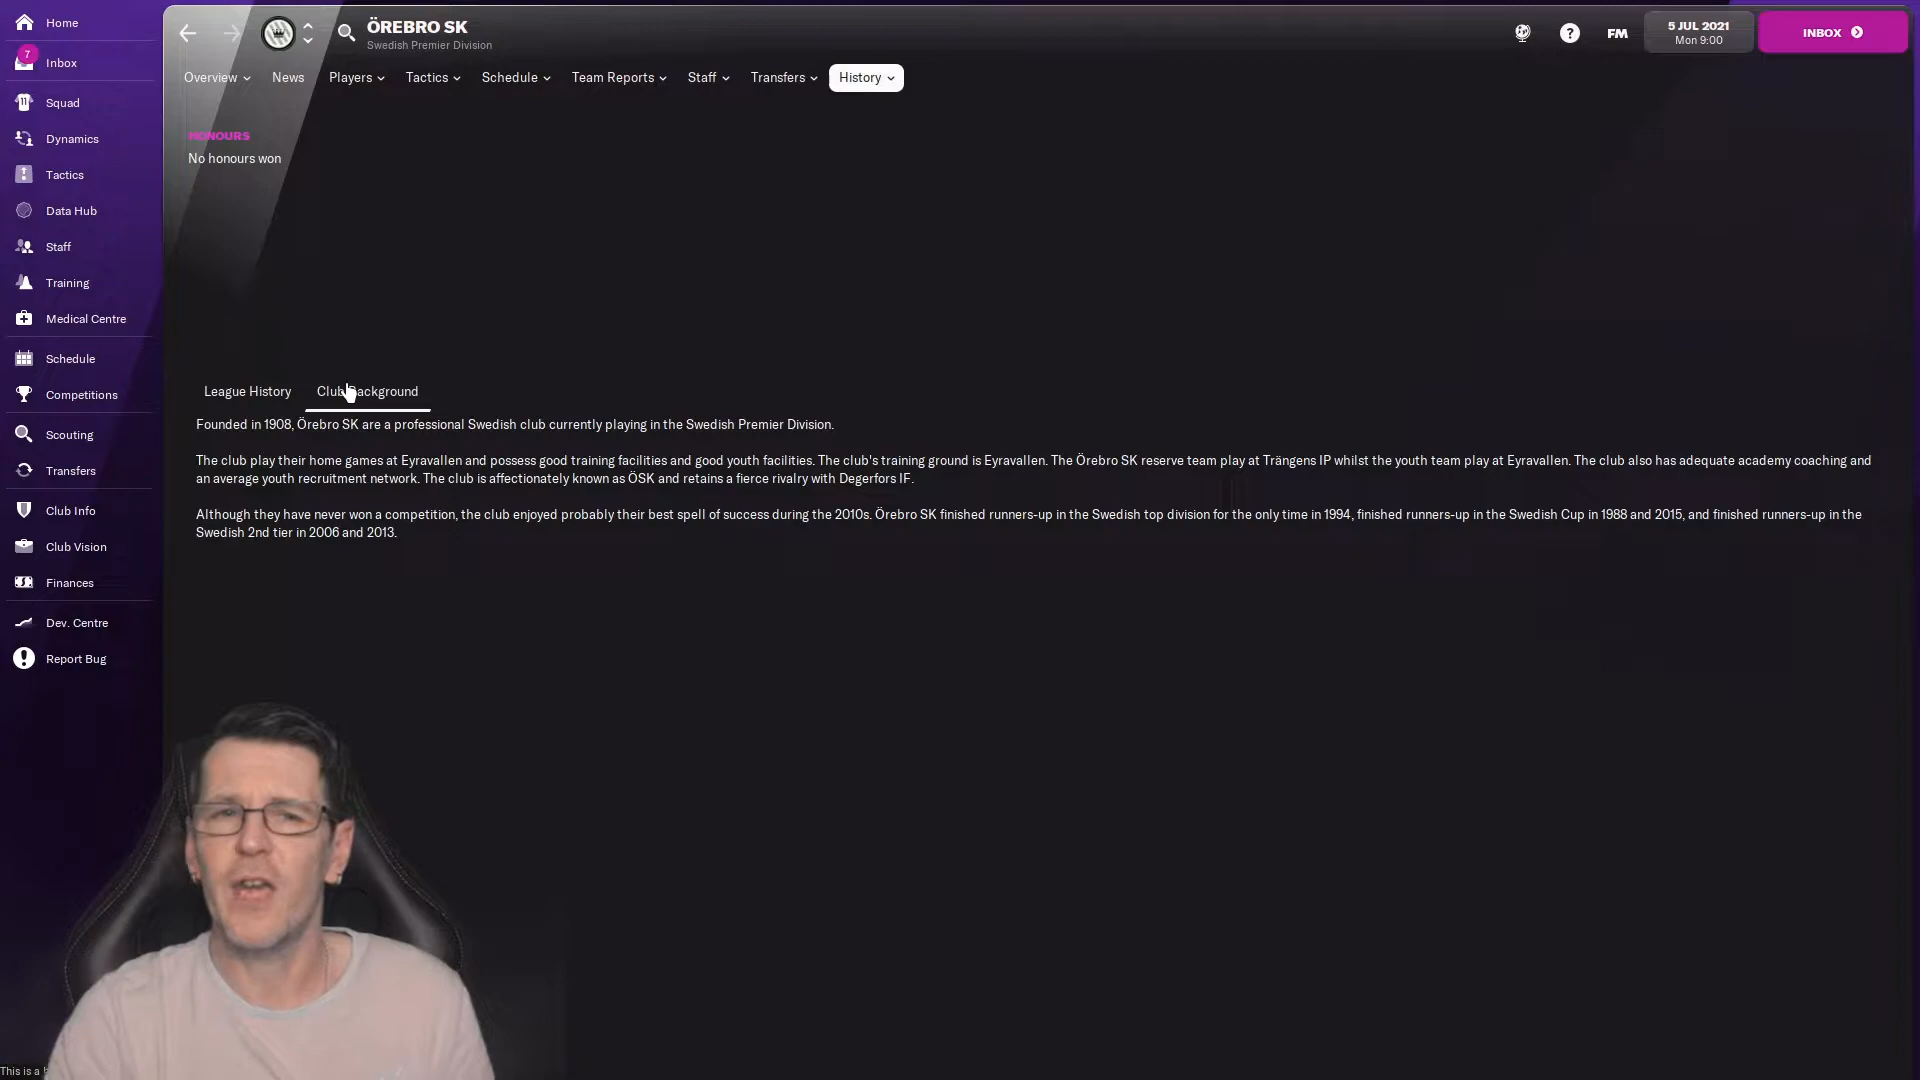 Home
7
Inbox
Squad
Dynamics
Tactics
Data Hub
Staff
Training
Medical Centre
Schedule
Competitions
Scouting
Transfers
Club Info
Club Vision
Finances
Dev. Centre
Report Bug
ÖREBRO SK
Swedish Premier Division
FM
5 JUL 2021
Mon 9:00
INBOX
Overview News Players Tactics Schedule Team Reports Staff Transfers History
HONOURS
No honours won
League History Club Background
Founded in 1908, Örebro SK are a professional Swedish club currently playing in the Swedish Premier Division.
The club play their home games at Eyravallen and possess good training facilities and good youth facilities. The club's training ground is Eyravallen. The Örebro SK reserve team play at Trängens IP whilst the youth team play at Eyravallen. The club also has adequate academy coaching and
an average youth recruitment network. The club is affectionately known as ÖSK and retains a fierce rivalry with Degerfors IF.
Although they have never won a competition, the club enjoyed probably their best spell of success during the 2010s. Örebro SK finished runners-up in the Swedish top division for the only time in 1994, finished runners-up in the Swedish Cup in 1988 and 2015, and finished runners-up in the
Swedish 2nd tier in 2006 and 2013.
This is a